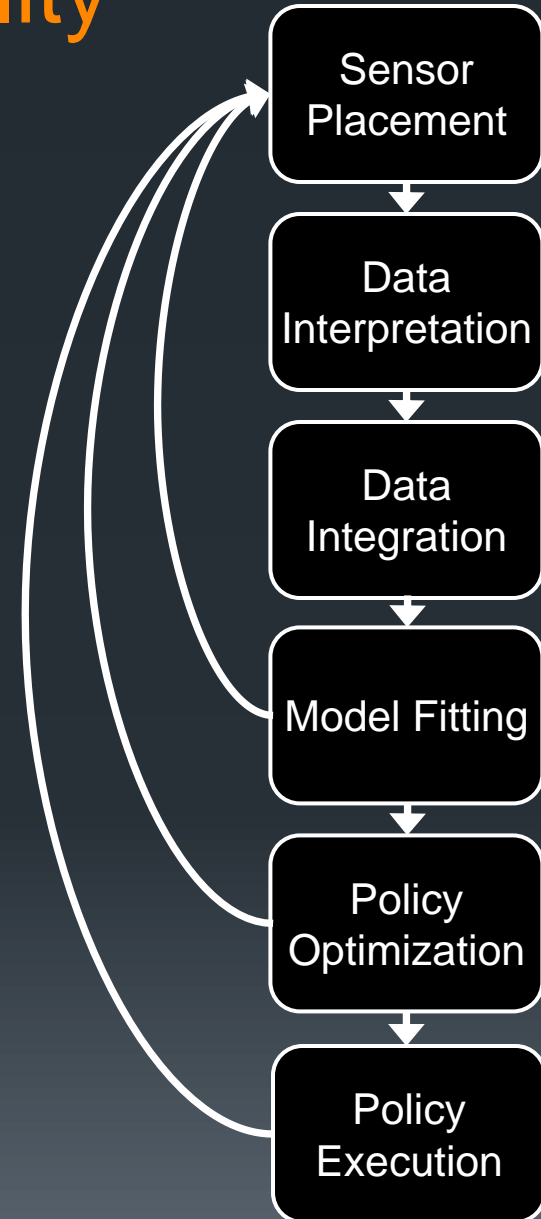 Sensor
Placement
Data
Interpretation
Data
Integration
Model Fitting
Policy
Optimization
Policy
Execution